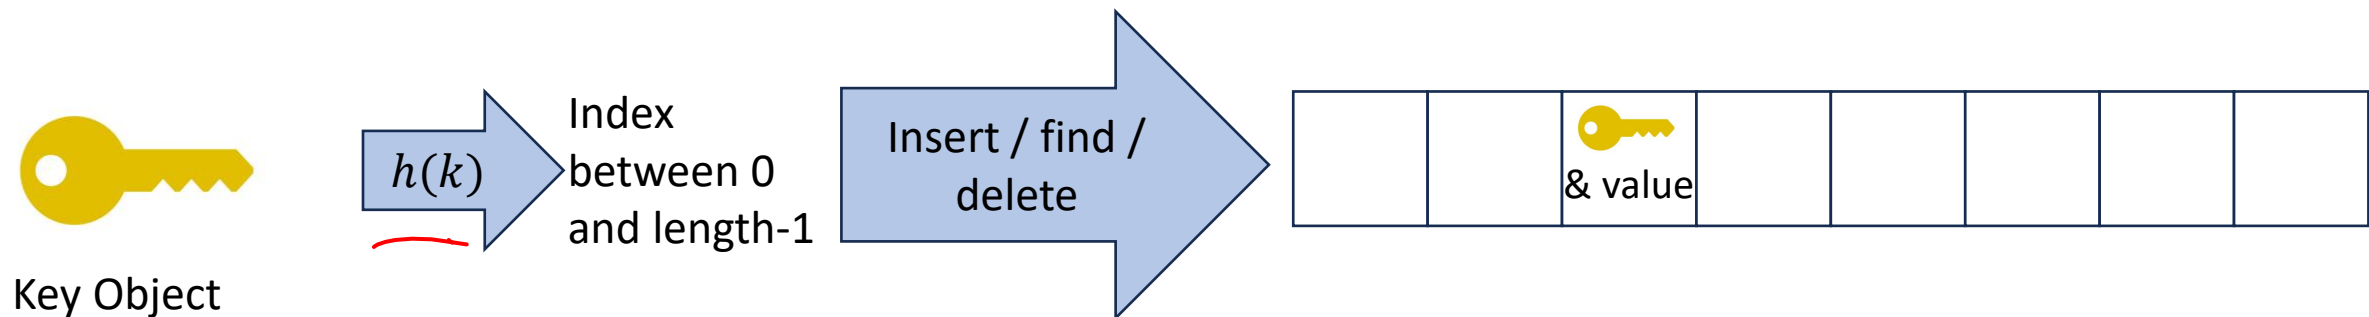 Key Object
h(k)
Index
between 0
and length-1
Insert / find /
delete
& value